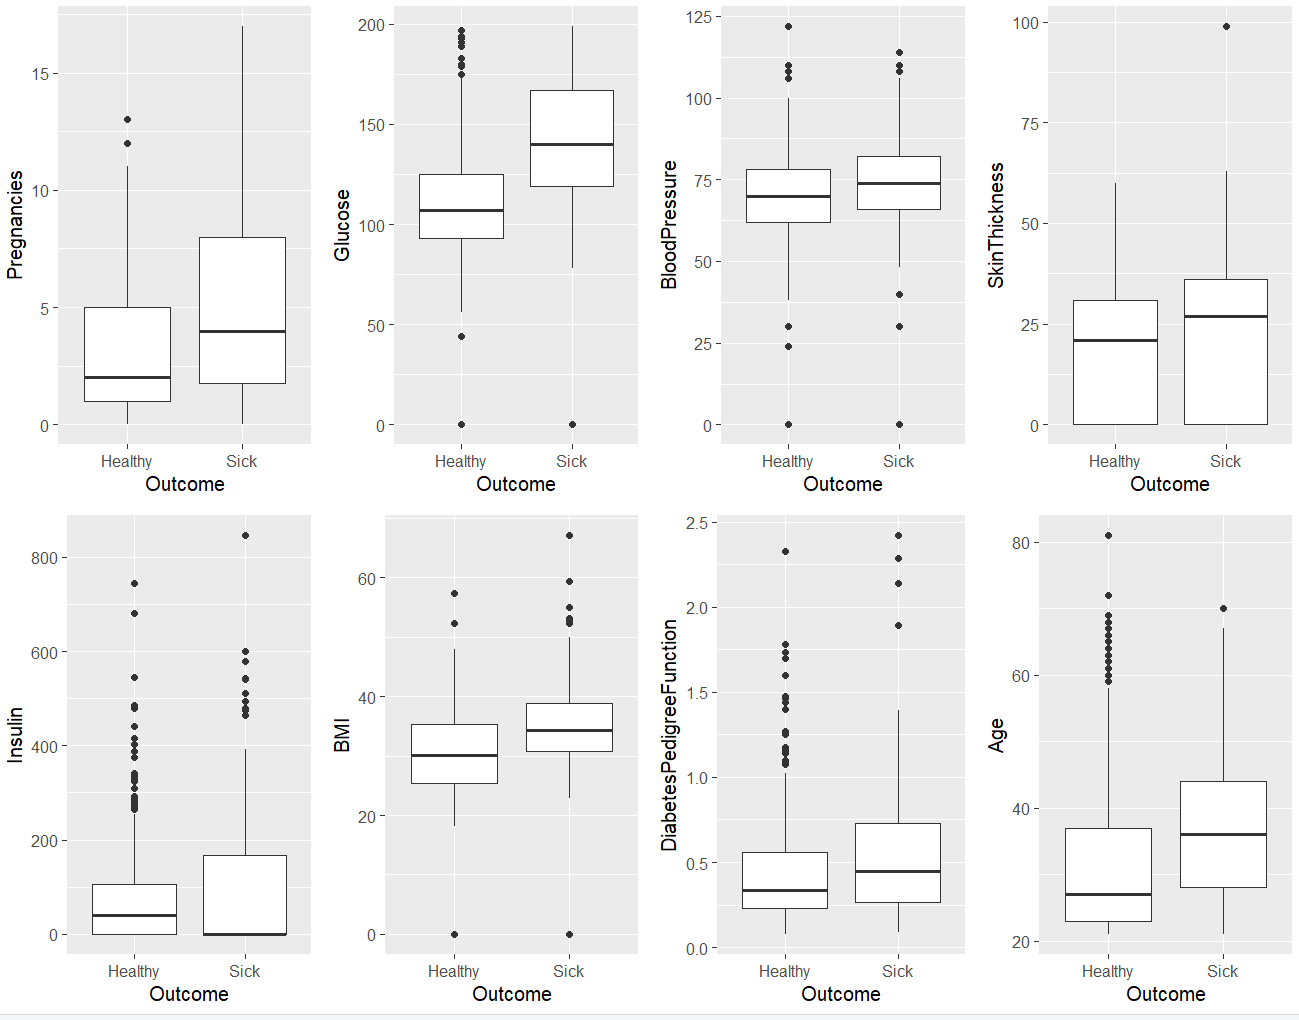 Pregnancies
15
10
5
0
Healthy Sick
Outcome
Glucose
200
150
100
50
0
Healthy Sick
Outcome
BloodPressure
125
100
75
50
25
0
Healthy Sick
Outcome
SkinThickness
100
75
50
25
0
Healthy Sick
Outcome
Insulin
800
600
400
200
0
Healthy Sick
Outcome
BMI
60
40
20
0
Healthy Sick
Outcome
DiabetesPedigreeFunction
2.5
2.0
1.5
1.0
0.5
0.0
Healthy Sick
Outcome
Age
80
60
40
20
Healthy Sick
Outcome